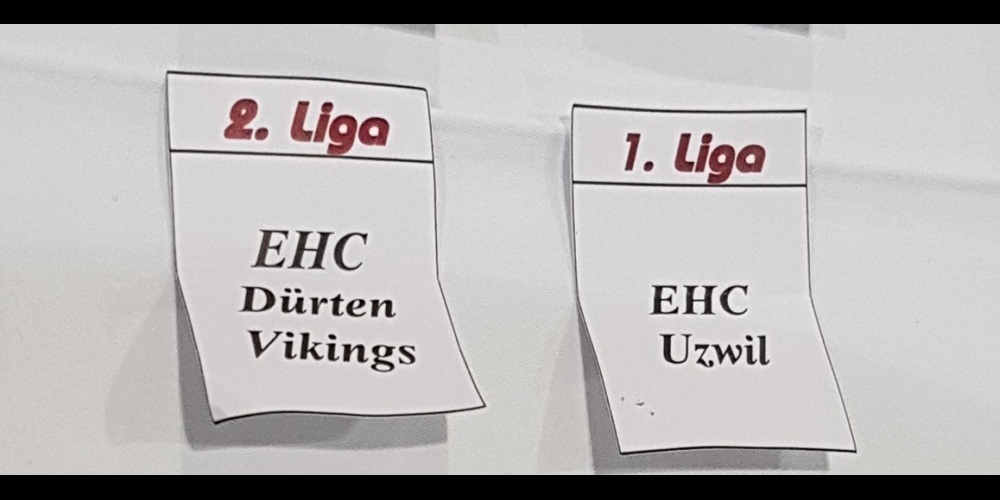 2. Liga
EHC
Dürten
Vikings
1. Liga
EHC
Uzwil